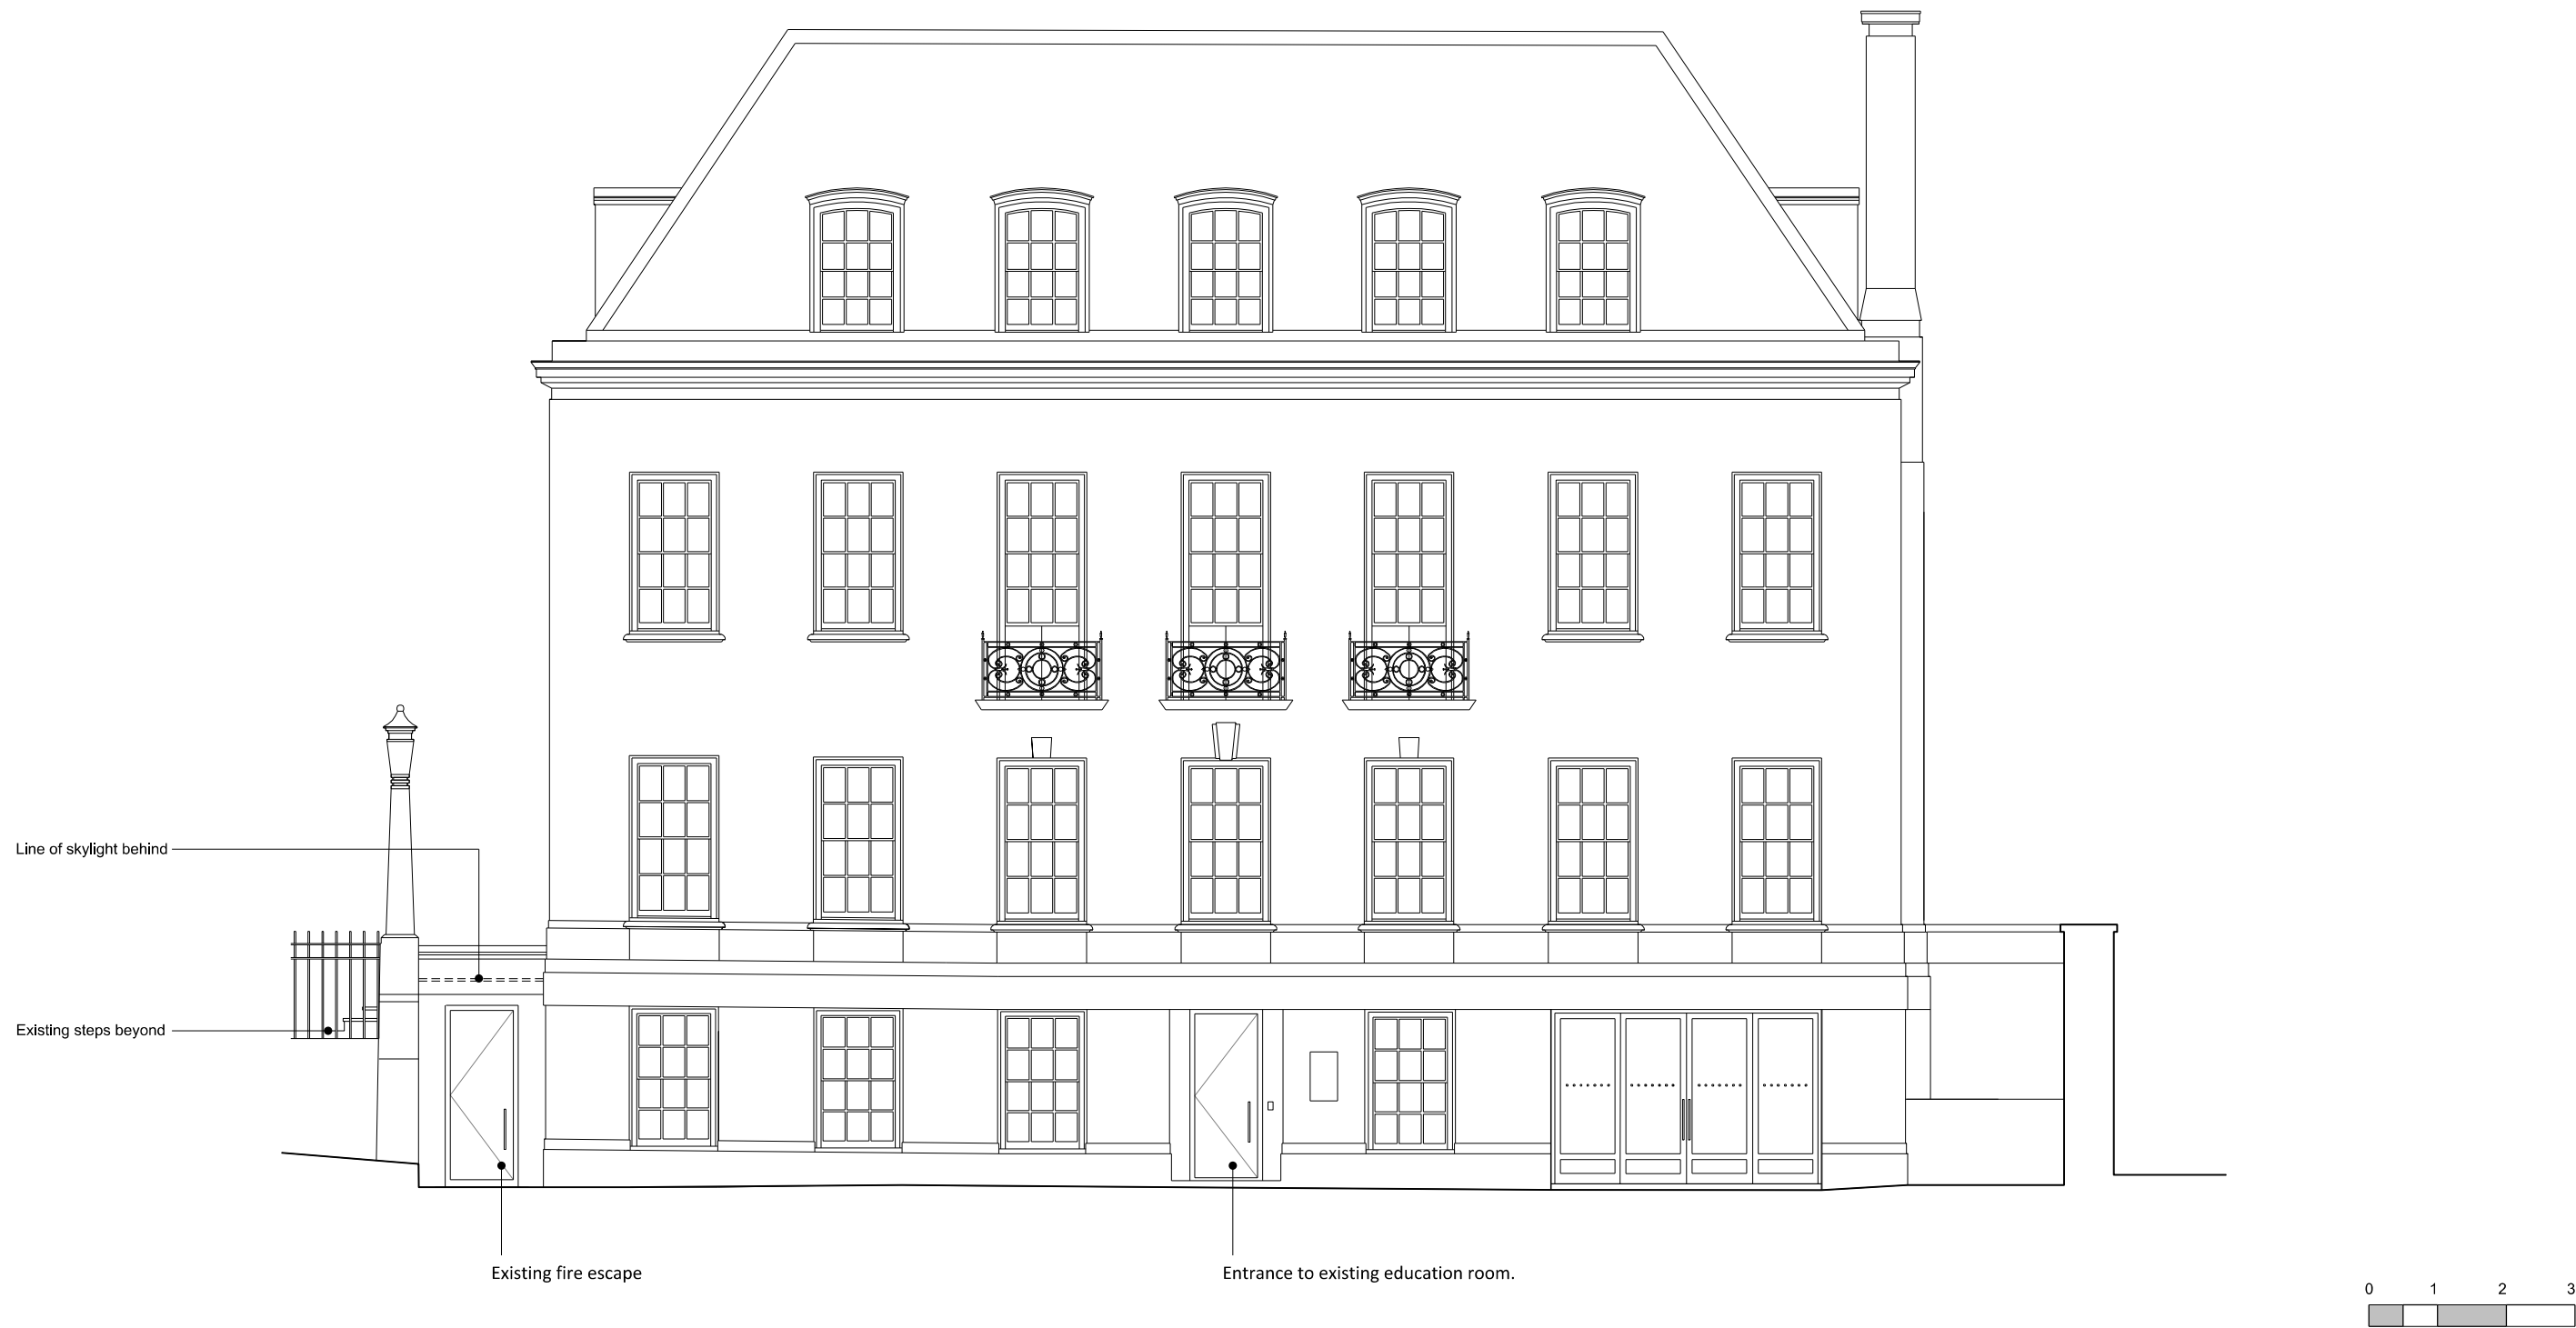 Line of skylight behind
Existing steps beyond
Existing fire escape
Entrance to existing education room.
0 1 2 3